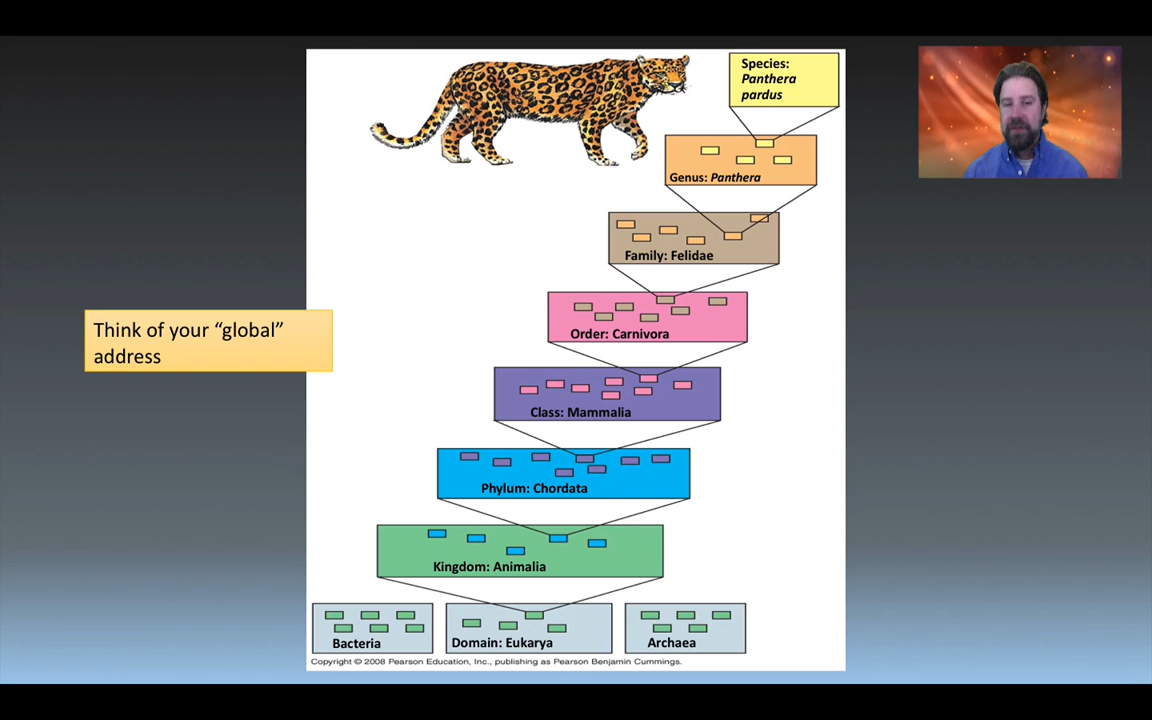 Species:
Panthera
pardus
Genus: Panthera
Family: Felidae
Think of your “global”
address
Order: Carnivora
Class: Mammalia
Phylum: Chordata
Kingdom: Animalia
Bacteria
Domain: Eukarya
Archaea
Copyright © 2008 Pearson Education, Inc., publishing as Pearson Benjamin Cummings.